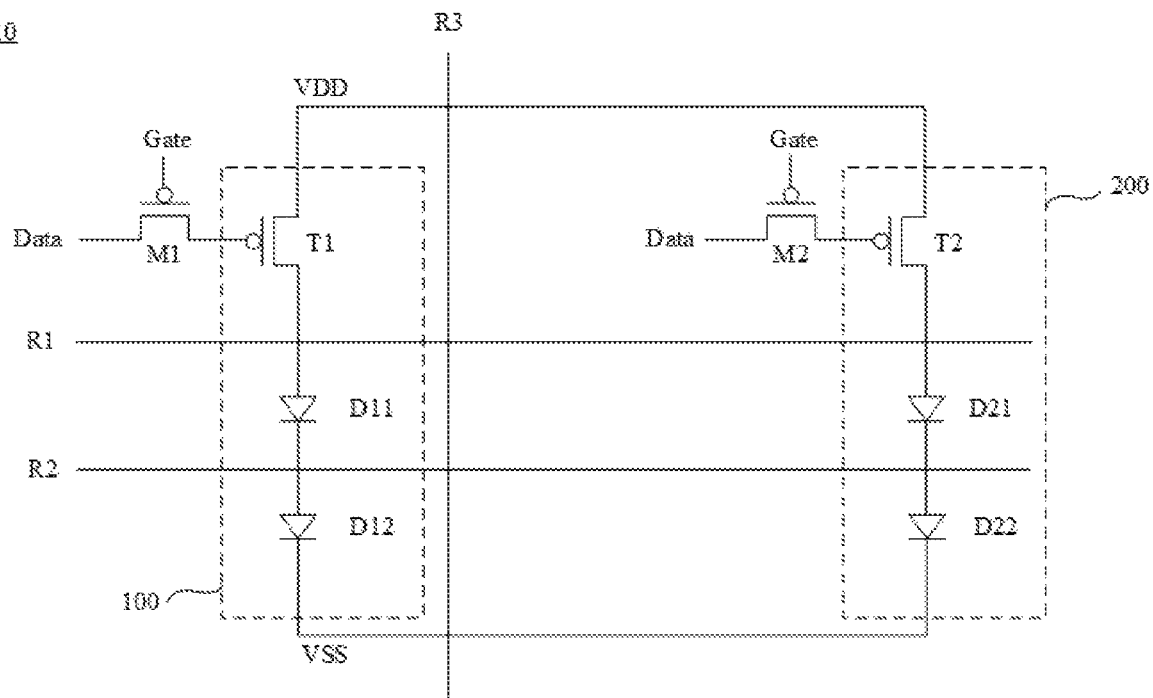 R3
VDD
Gate
Gate
200
Data
M1
T1
Data
M2
T2
R1
D11
D21
R2
D12
D22
100
VSS